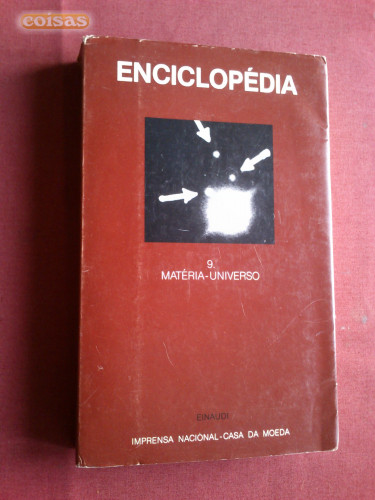 coisas
ENCICLOPÉDIA
9.
MATÉRIA-UNIVERSO
EINAUDI
IMPRENSA NACIONAL-CASA DA MOEDA